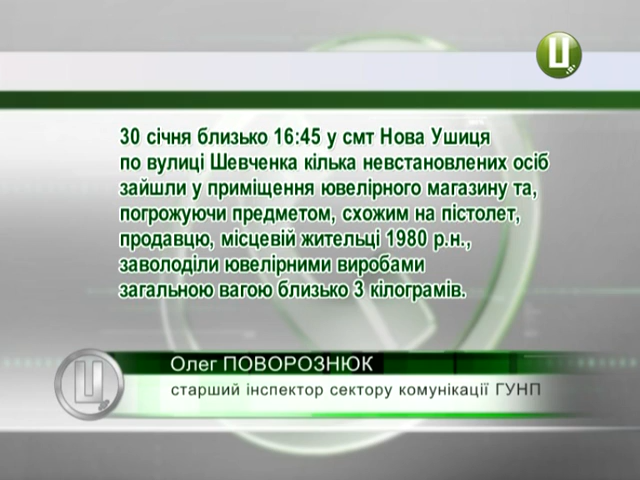 Ц
30 січня близько 16:45 у смт Нова Ушиця
по вулиці Шевченка кілька невстановлених осіб
зайшли у приміщення ювелірного магазину та,
погрожуючи предметом, схожим на пістолет,
продавцю, місцевій жительці 1980 р.н.,
заволоділи ювелірними виробами
загальною вагою близько 3 кілограмів.
Олег ПОВОРОЗНЮК
Ц
старший інспектор сектору комунікації ГУНП